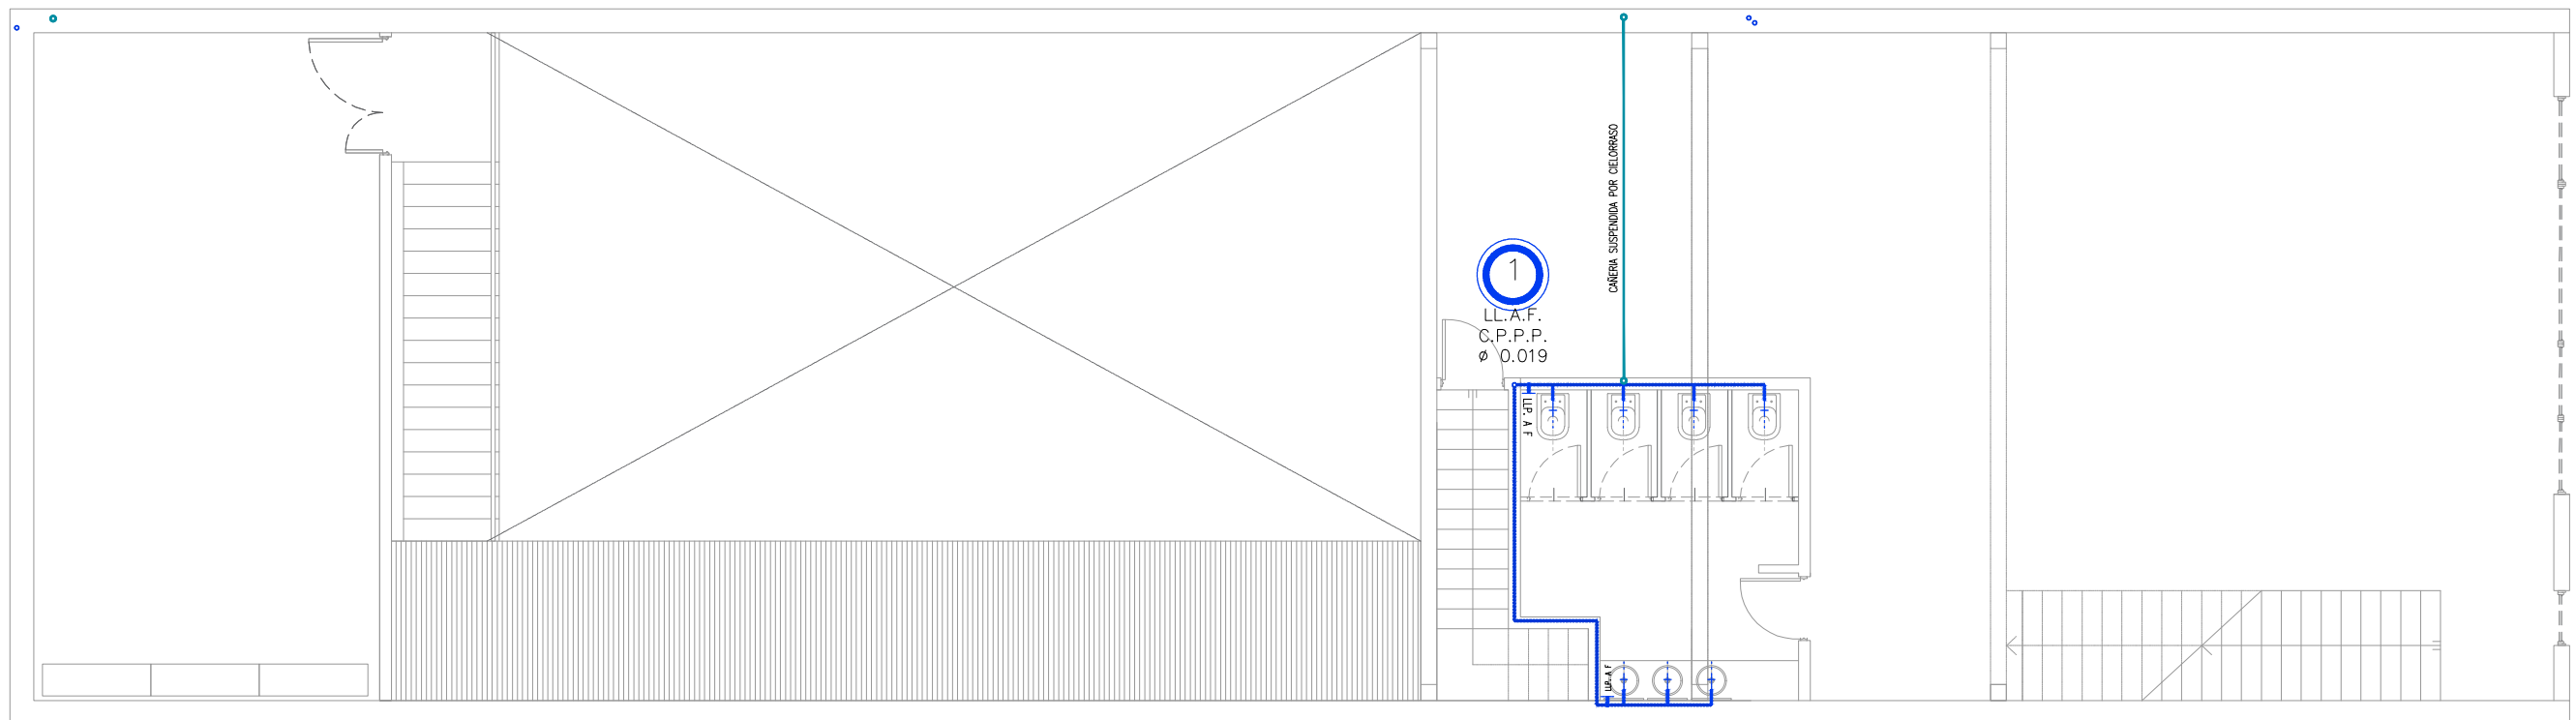 CAÑERIA SUSPENDIDA POR CIELORRASO
1
LL.A.F.
C.P.P.P.
ø 0.019
LLP. A F
LLP. A F